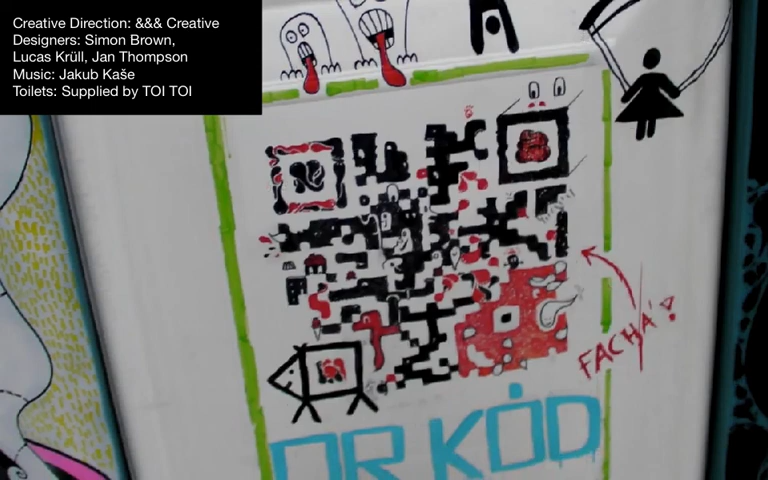 Creative Direction: &&& Creative
Designers: Simon Brown,
Lucas Krüll, Jan Thompson
Music: Jakub Kaše
Toilets: Supplied by TOI TOI
FACHÁ?
QR KÓD